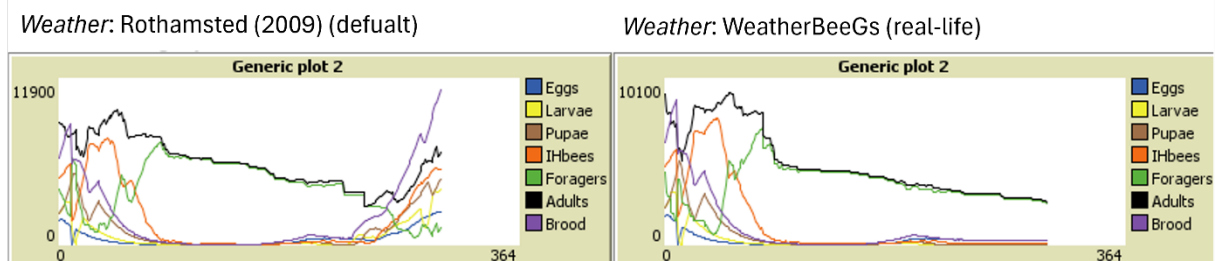 Weather: Rothamsted (2009) (defualt)
Generic plot 2
11900
0
0
364
Eggs
Larvae
Pupae
IHbees
Foragers
Adults
Brood
Weather: WeatherBeeGs (real-life)
Generic plot 2
10100
0
0
364
Eggs
Larvae
Pupae
IHbees
Foragers
Adults
Brood